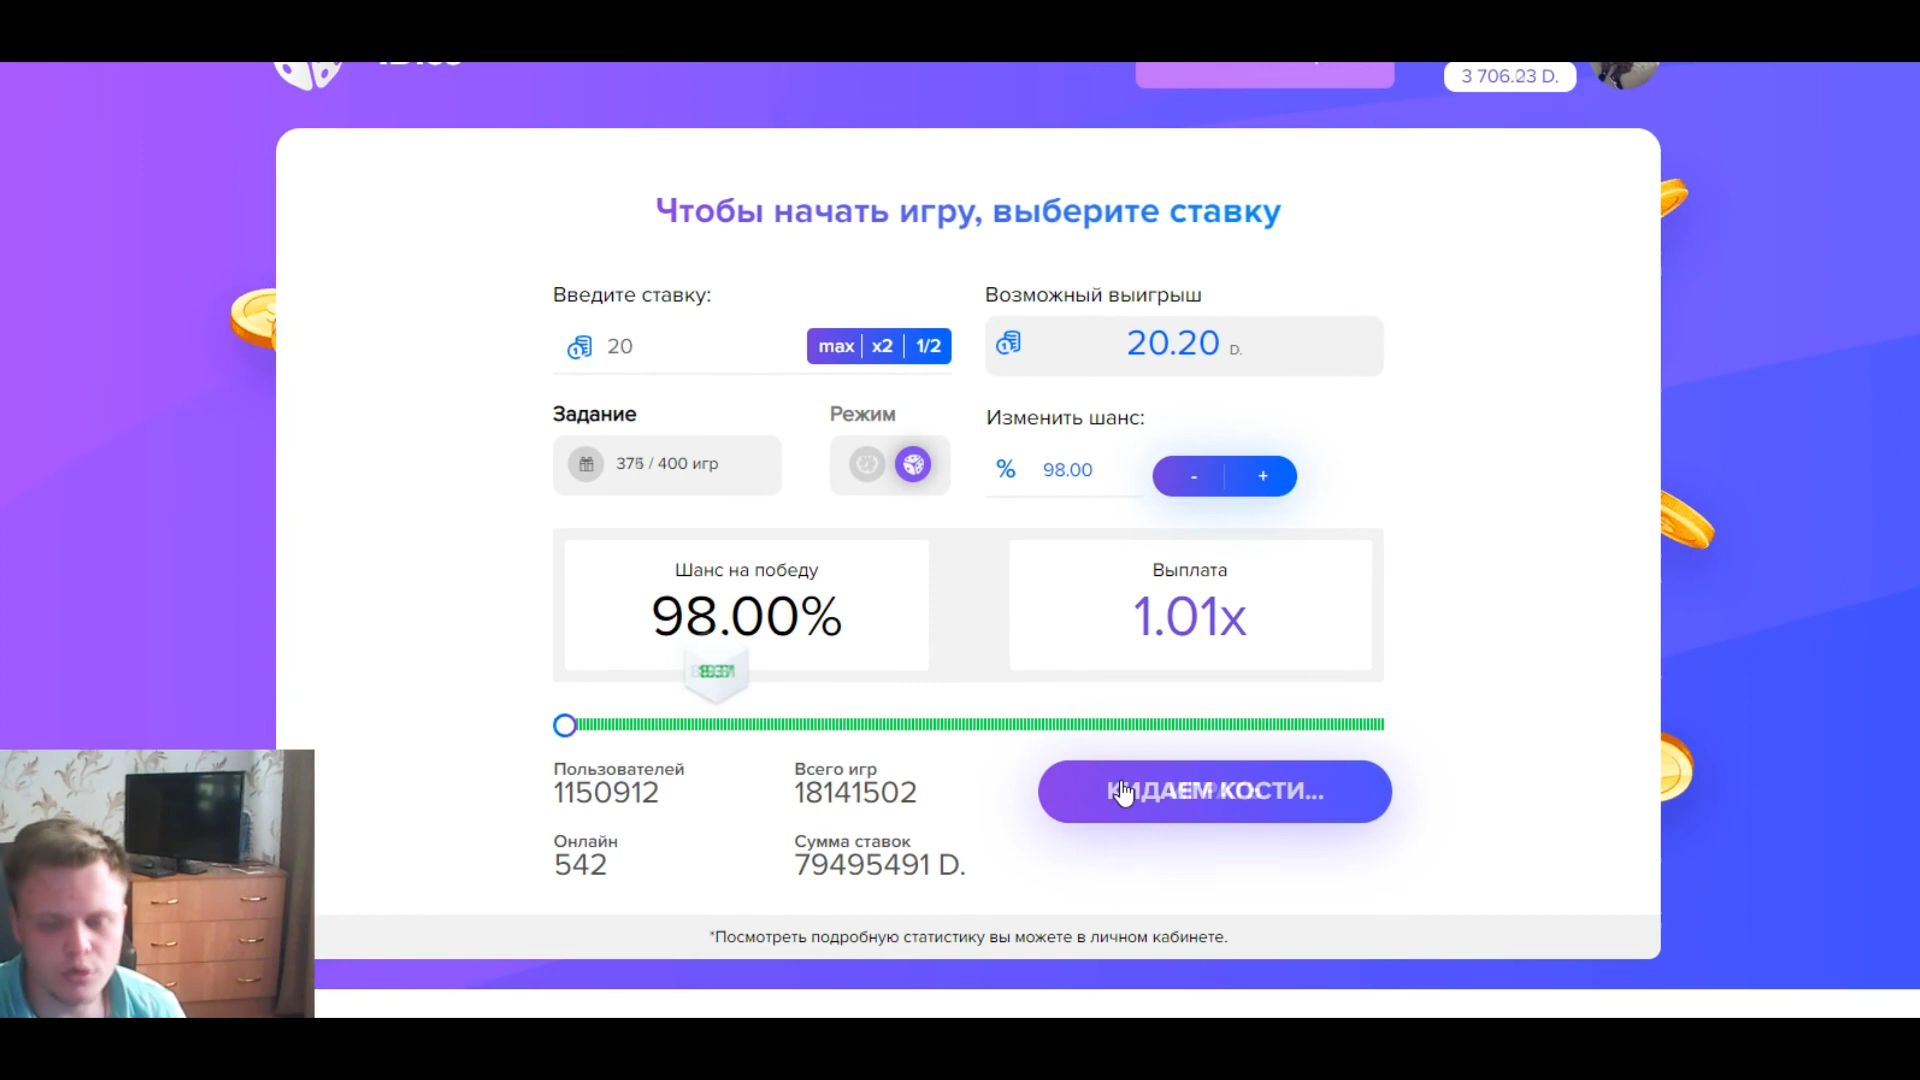 3 706.23 D.
Чтобы начать игру, выберите ставку
Введите ставку:
Возможный выигрыш
20
max x2 1/2
20.20 D.
Задание
Режим
Изменить шанс:
375 / 400 игр
% 98.00
- +
Шанс на победу
Выплата
98.00%
1.01x
Пользователей
Всего игр
1150912
18141502
КИДАЕМ КОСТИ...
Онлайн
Сумма ставок
542
79495491 D.
*Посмотреть подробную статистику вы можете в личном кабинете.